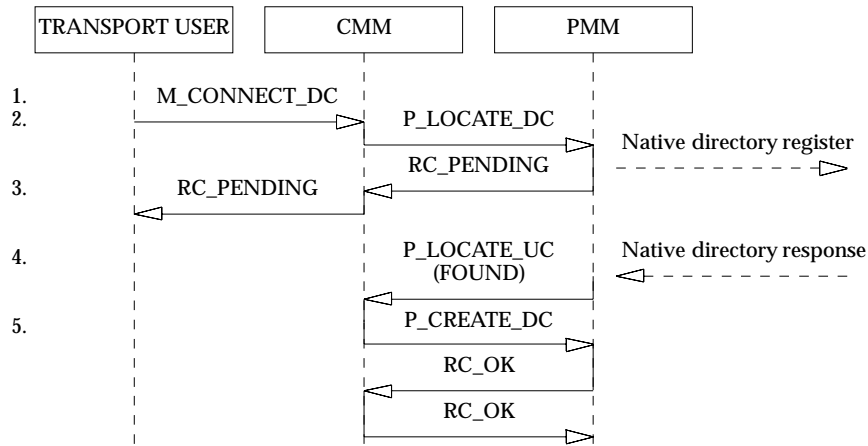 TRANSPORT USER
CMM
PMM
1.
M_CONNECT_DC
2.
P_LOCATE_DC
Native directory register
RC_PENDING
3.
RC_PENDING
4.
P_LOCATE_UC
(FOUND)
Native directory response
5.
P_CREATE_DC
RC_OK
RC_OK